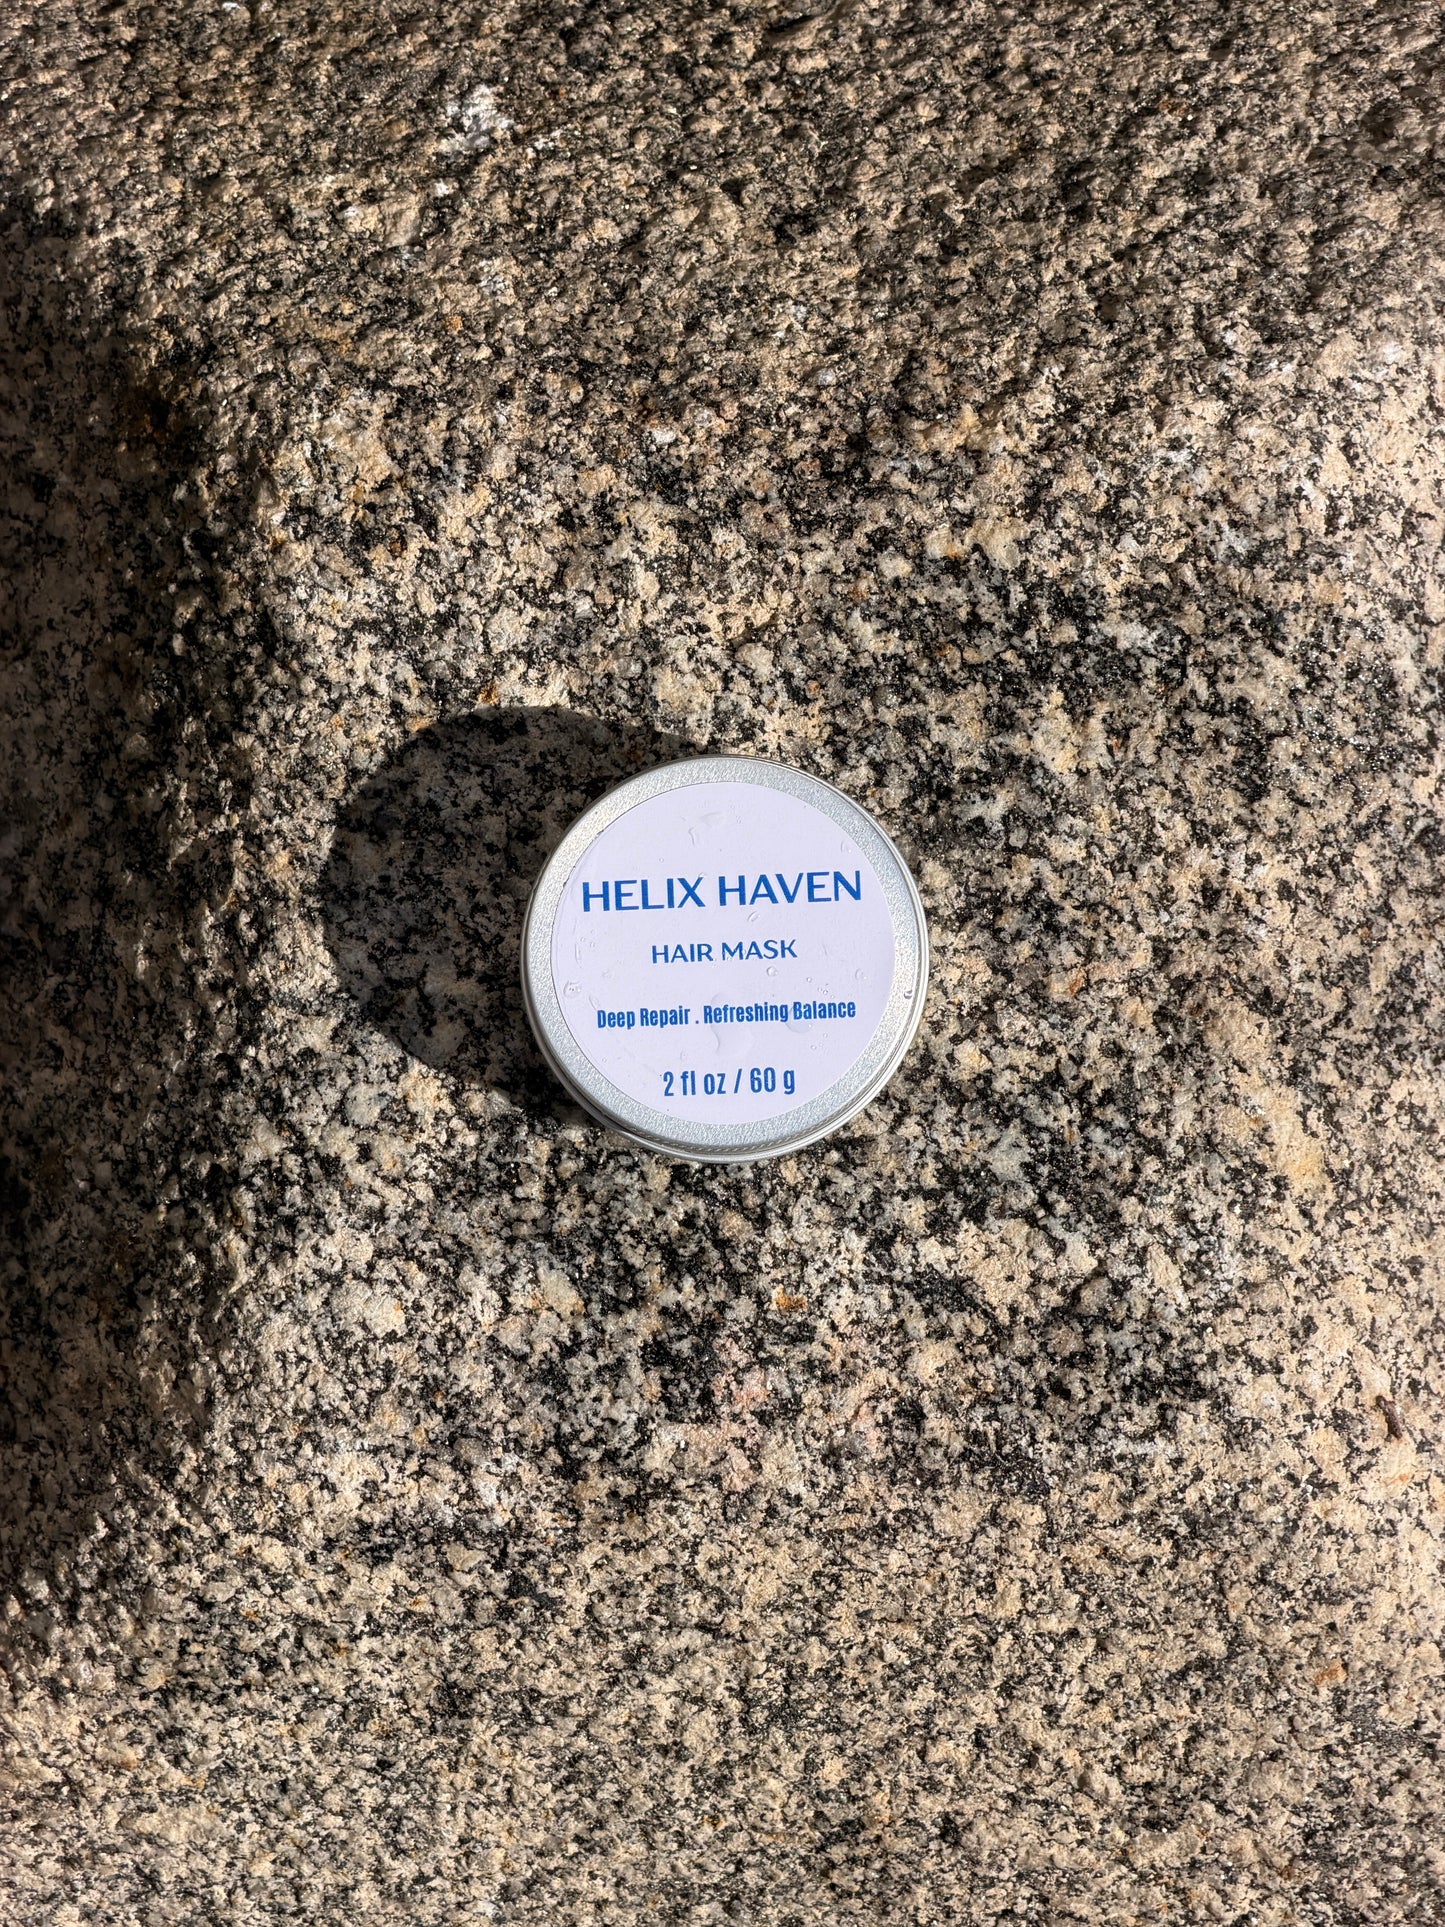 HELIX HAVEN
HAIR MASK
Deep Repair . Refreshing Balance
2 fl oz / 60 g